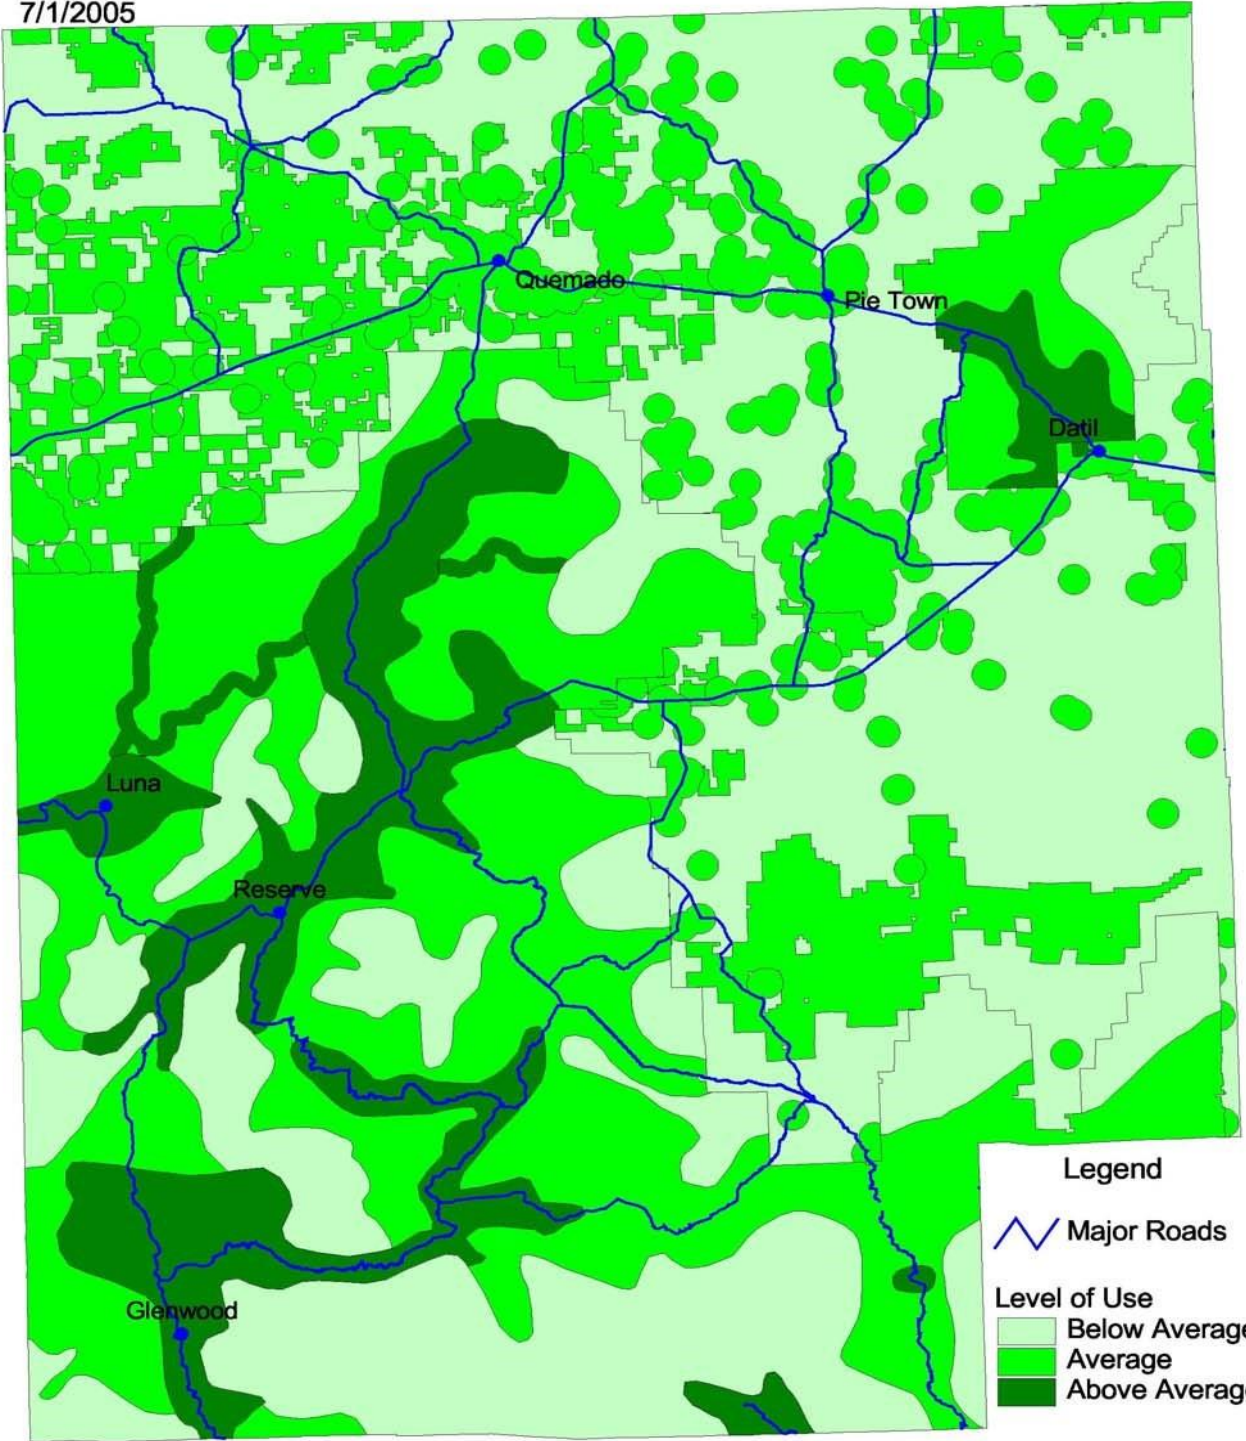 7/1/2005
Quemado
Pie Town
Datil
Luna
Reserve
Glenwood
Legend
Major Roads
Level of Use
Below Average
Average
Above Averag